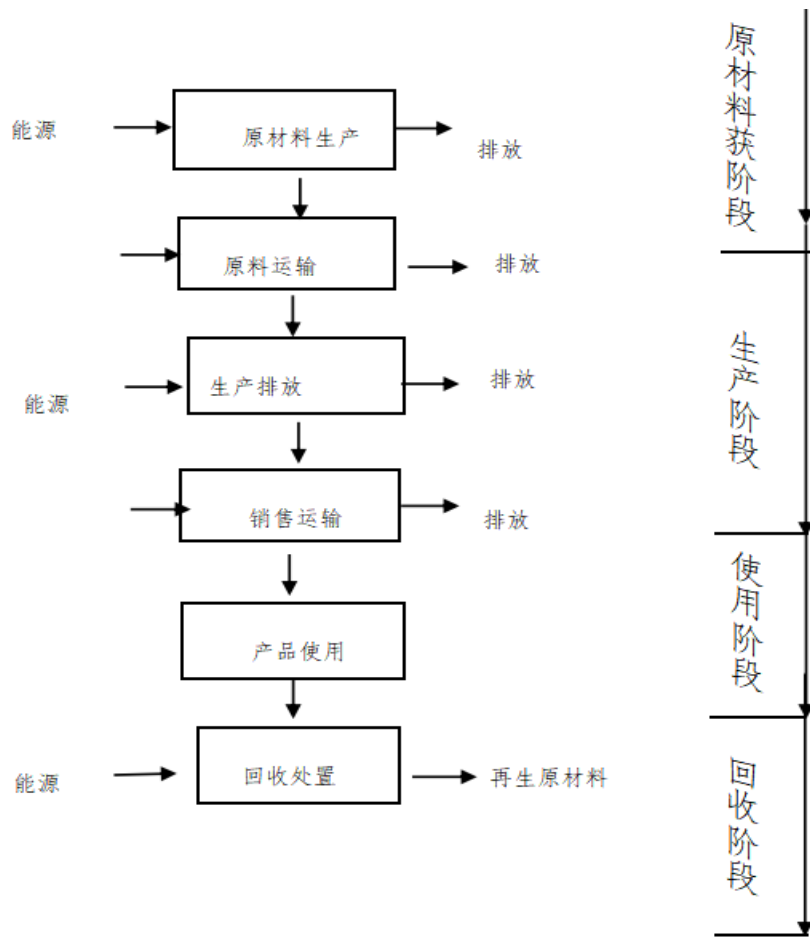 能源
原材料生产
排放
原料运输
排放
能源
生产排放
排放
销售运输
排放
产品使用
能源
回收处置
再生原材料
原材料获阶段
生产阶段
使用阶段
回收阶段